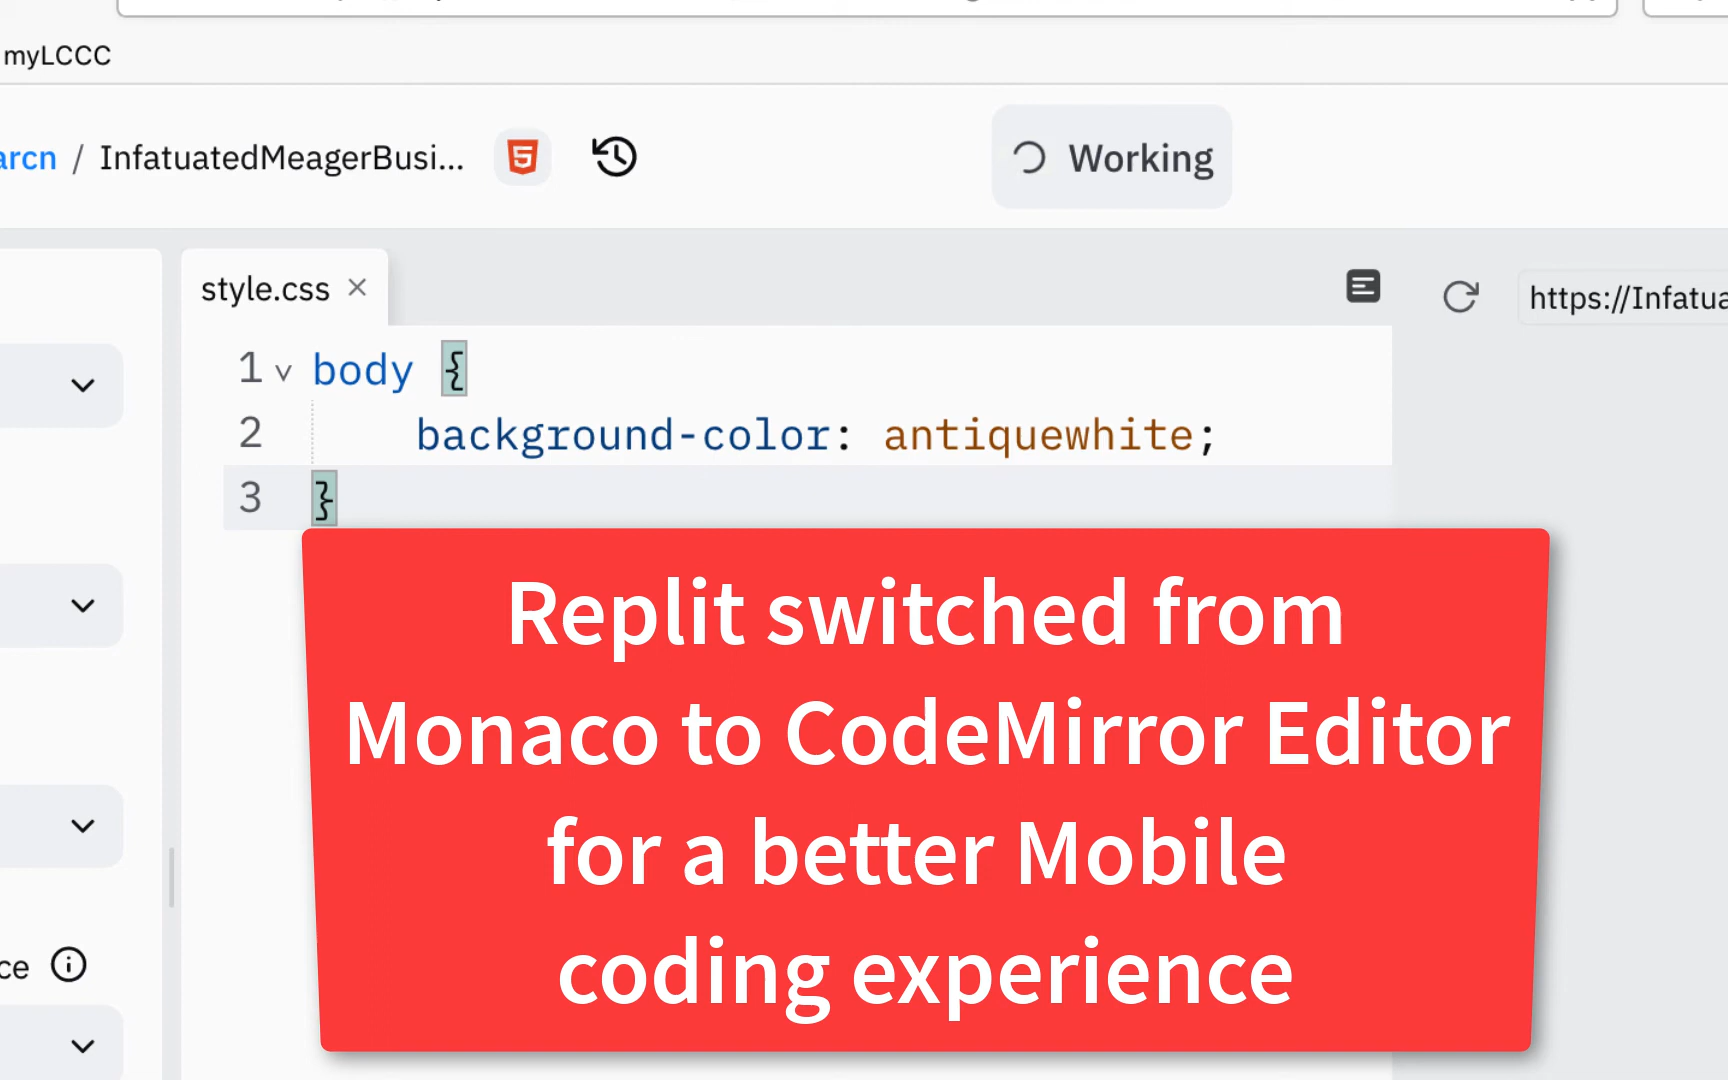 myLCCC
arcn / InfatuatedMeagerBusi...
5
Working
style.css ×
https://Infatua
1 body {
2 background-color: antiquewhite;
3 }
Replit switched from
Monaco to CodeMirror Editor
for a better Mobile
coding experience
ce